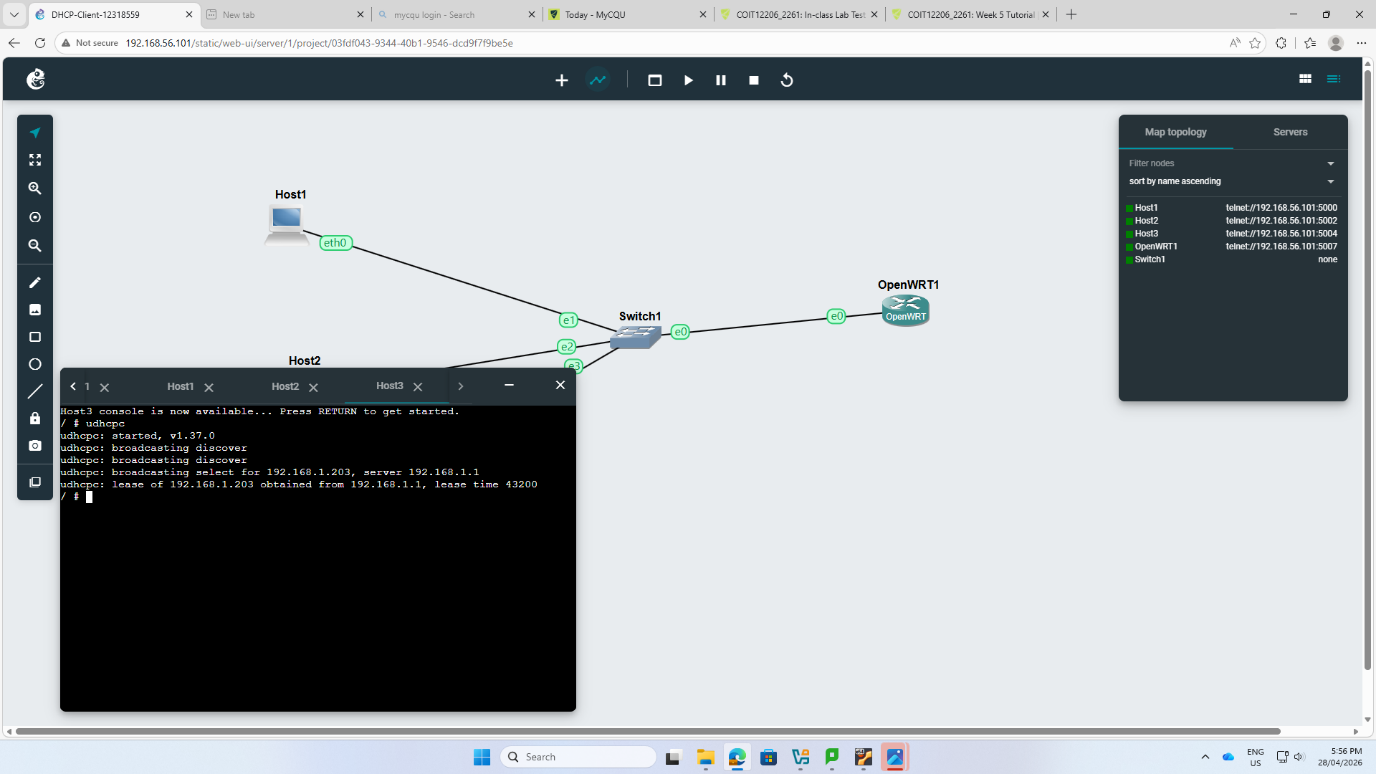 DHCP-Client-12318559
New tab
mycqu login - Search
Today - MyCQU
COIT12206_2261: In-class Lab Test
COIT12206_2261: Week 5 Tutorial
Not secure
192.168.56.101/static/web-ui/server/1/project/03fdf043-9344-40b1-9546-dcd9f7f9be5e
Map topology
Servers
Filter nodes
sort by name ascending
Host1 telnet://192.168.56.101:5000
Host2 telnet://192.168.56.101:5002
Host3 telnet://192.168.56.101:5004
OpenWRT1 telnet://192.168.56.101:5007
Switch1 none
Host1
eth0
OpenWRT1
OpenWRT
e0
Switch1
e0
e1
e2
e3
Host2
1
Host1
Host2
Host3
Host3 console is now available... Press RETURN to get started.
/ # udhcpc
udhcpc: started, v1.37.0
udhcpc: broadcasting discover
udhcpc: broadcasting discover
udhcpc: broadcasting select for 192.168.1.203, server 192.168.1.1
udhcpc: lease of 192.168.1.203 obtained from 192.168.1.1, lease time 43200
/ #
Search
ENG
US
5:56 PM
28/04/2026